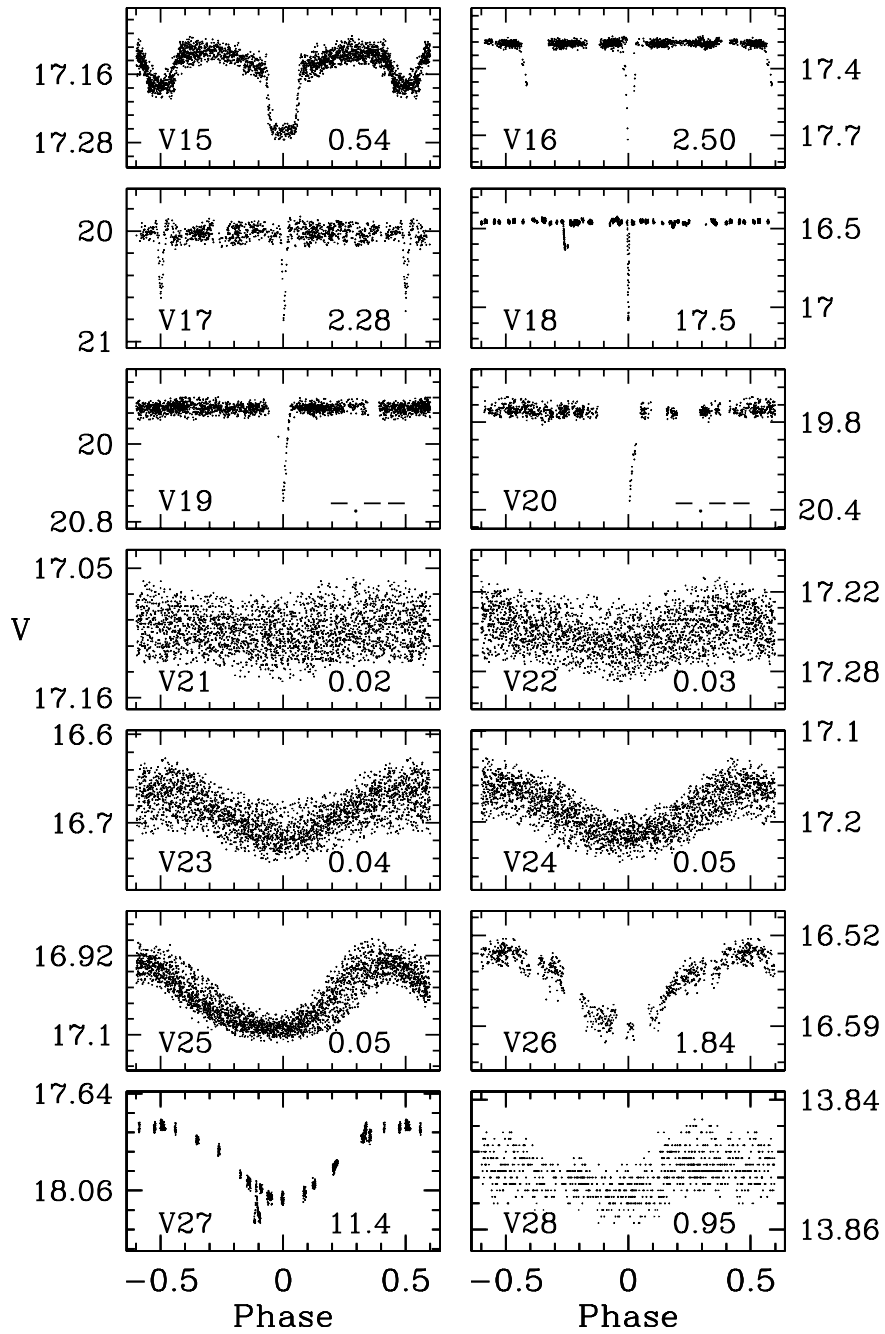 17.16
17.28
V15 0.54
17.4
17.7
V16 2.50
20
21
V17 2.28
16.5
17
V18 17.5
20
20.8
V19 _._ _
19.8
20.4
V20 _._ _
V
17.05
17.16
V21 0.02
17.22
17.28
V22 0.03
16.6
16.7
V23 0.04
17.1
17.2
V24 0.05
16.92
17.1
V25 0.05
16.52
16.59
V26 1.84
17.64
18.06
V27 11.4
13.84
13.86
V28 0.95
−0.5 0 0.5
−0.5 0 0.5
Phase
Phase